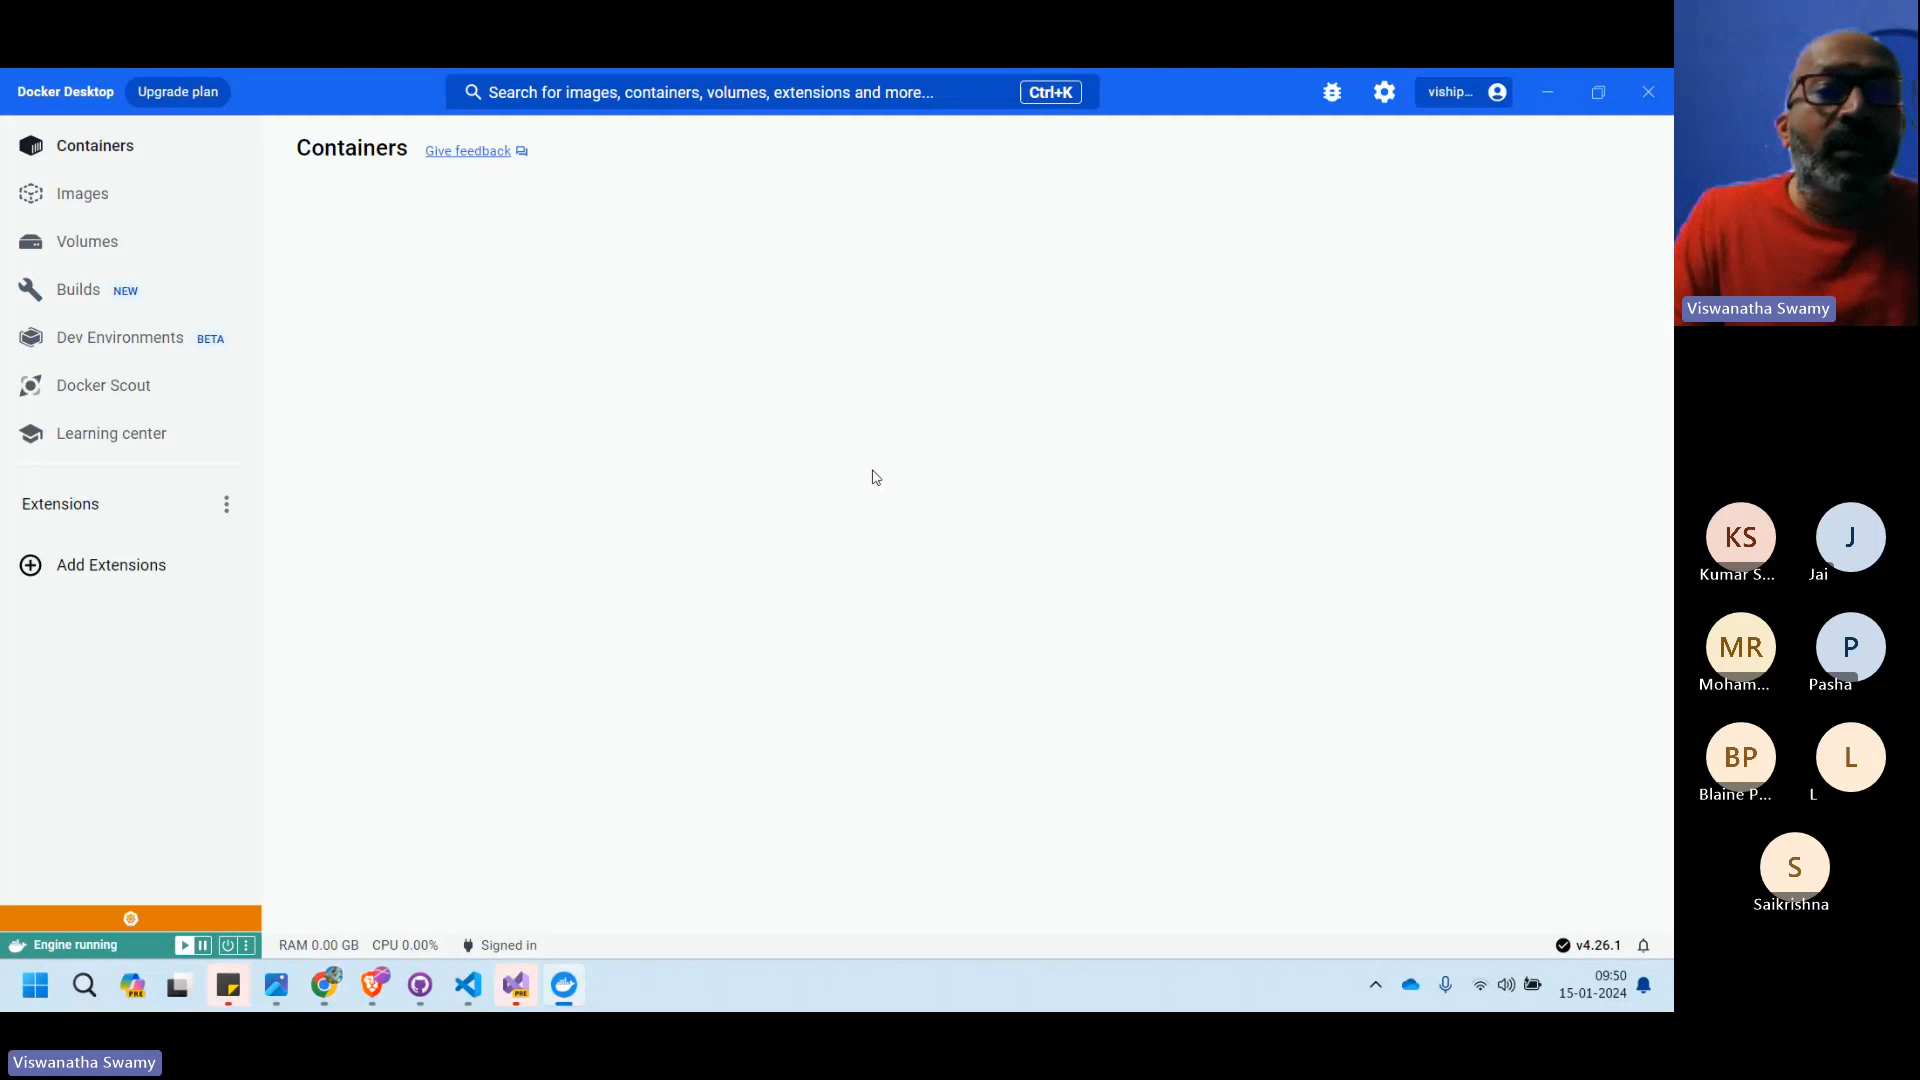 Docker Desktop
Upgrade plan
Search for images, containers, volumes, extensions and more...
Ctrl+K
viship...
Containers
Images
Volumes
Builds NEW
Dev Environments BETA
Docker Scout
Learning center
Extensions
Add Extensions
Containers
Give feedback
Engine running
RAM 0.00 GB CPU 0.00%
Signed in
v4.26.1
PRE
PRE
09:50
15-01-2024
Viswanatha Swamy
KS
Kumar S...
J
Jai
MR
Moham...
P
Pasha
BP
Blaine P...
L
L
S
Saikrishna
Viswanatha Swamy